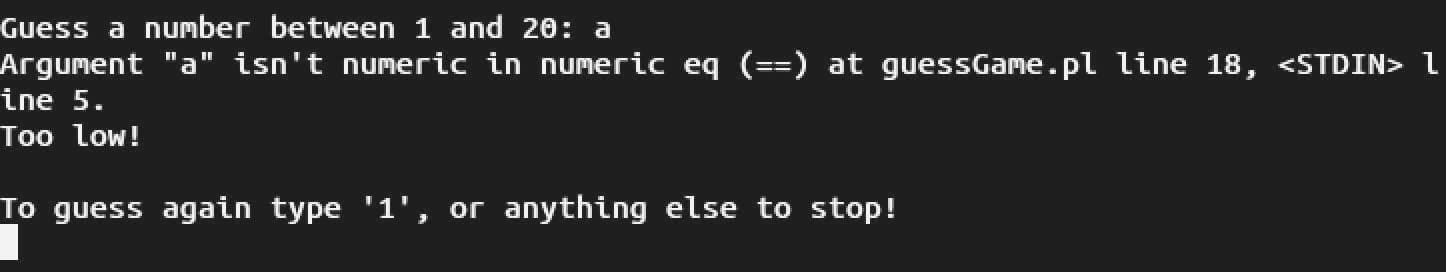 Guess a number between 1 and 20: a
Argument "a" isn't numeric in numeric eq (==) at guessGame.pl line 18, <STDIN> l
ine 5.
Too low!
To guess again type '1', or anything else to stop!